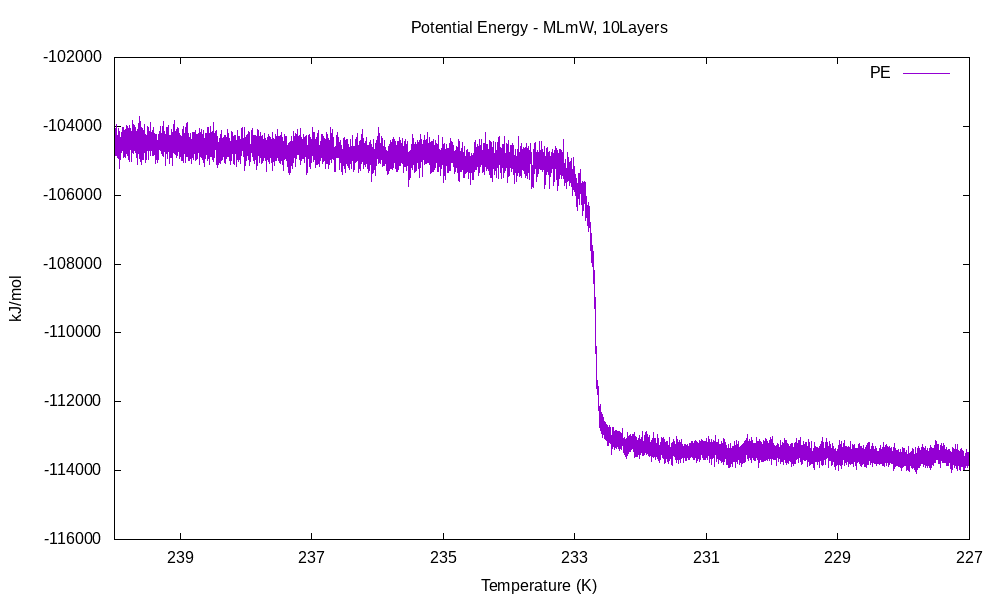 Potential Energy - MLmW, 10Layers
PE
-102000
-104000
-106000
-108000
-110000
-112000
-114000
-116000
kJ/mol
239 237 235 233 231 229 227
Temperature (K)